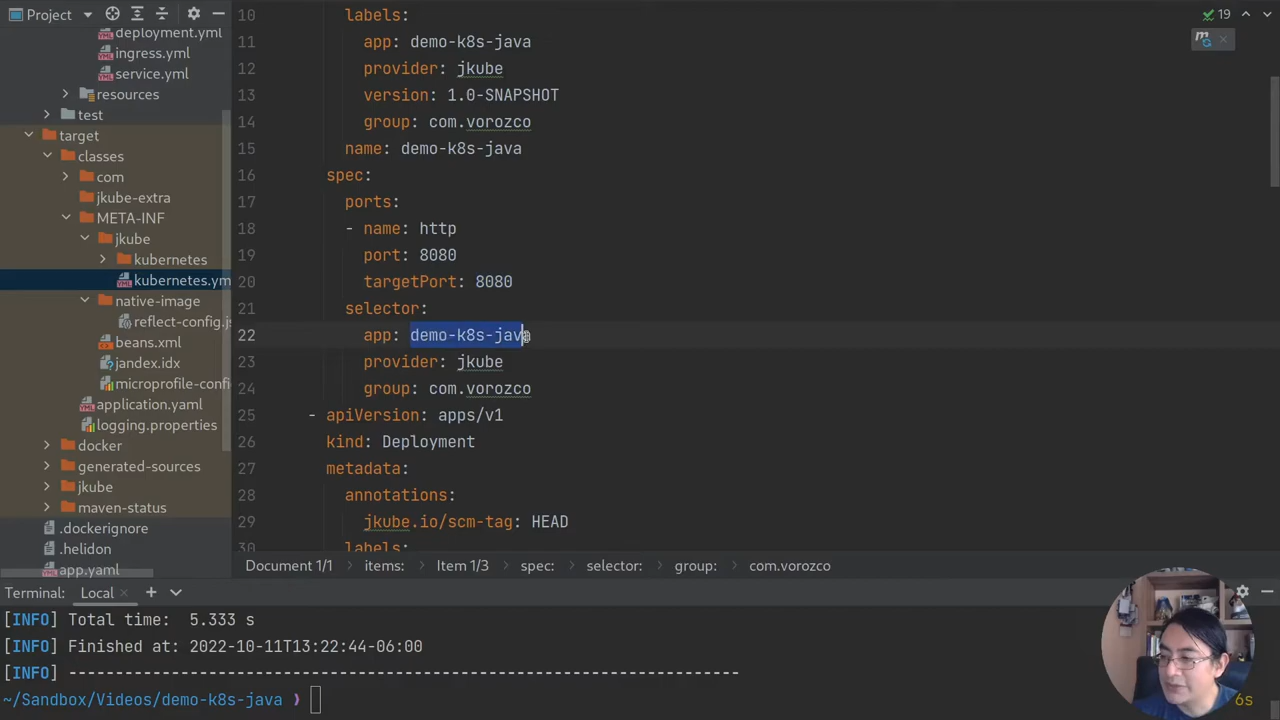 Project
deployment.yml
ingress.yml
service.yml
resources
test
target
classes
com
jkube-extra
META-INF
jkube
kubernetes
kubernetes.ym
native-image
reflect-config.j
beans.xml
jandex.idx
microprofile-confi
application.yaml
logging.properties
docker
generated-sources
jkube
maven-status
.dockerignore
.helidon
app.yaml
19
10 labels:
11 app: demo-k8s-java
12 provider: jkube
13 version: 1.0-SNAPSHOT
14 group: com.vorozco
15 name: demo-k8s-java
16 spec:
17 ports:
18 - name: http
19 port: 8080
20 targetPort: 8080
21 selector:
22 app: demo-k8s-jav
23 provider: jkube
24 group: com.vorozco
25 - apiVersion: apps/v1
26 kind: Deployment
27 metadata:
28 annotations:
29 jkube.io/scm-tag: HEAD
30 labels:
Document 1/1 › items: › Item 1/3 › spec: › selector: › group: › com.vorozco
Terminal: Local
[INFO] Total time:  5.333 s
[INFO] Finished at: 2022-10-11T13:22:44-06:00
[INFO] ------------------------------------------------------------------------
~/Sandbox/Videos/demo-k8s-java ❯
6s